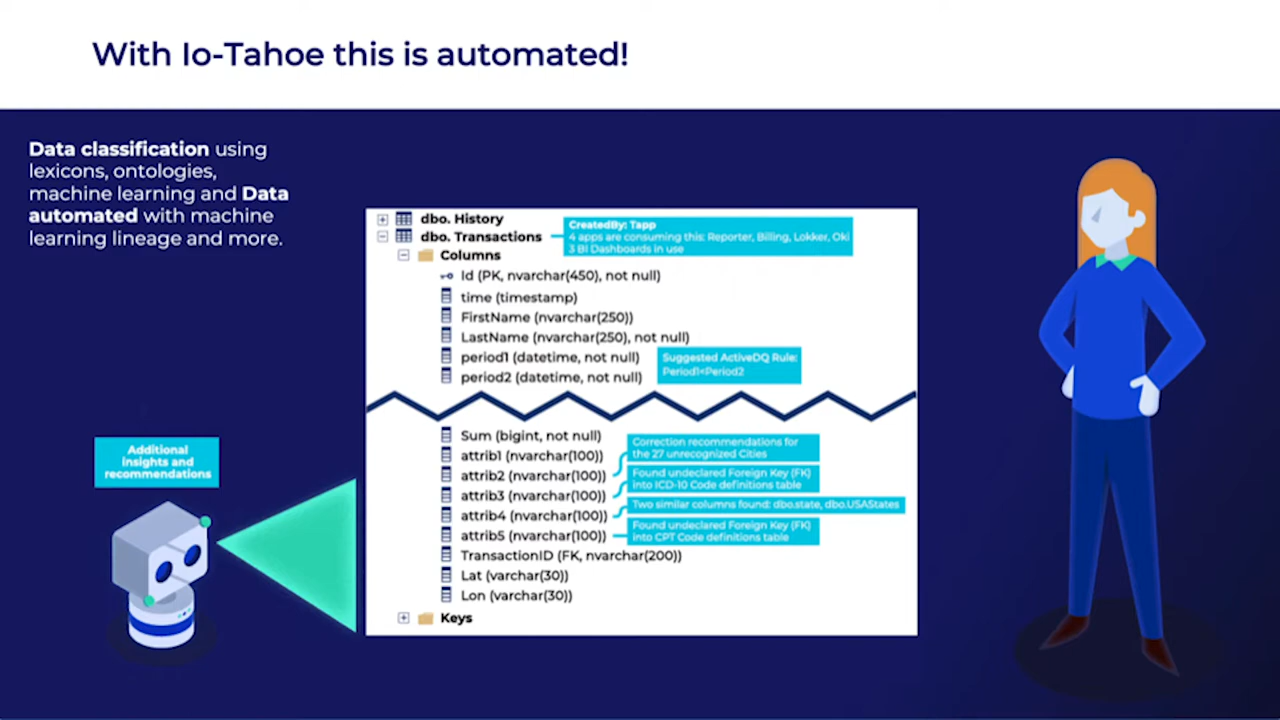 With Io-Tahoe this is automated!
Data classification using
lexicons, ontologies,
machine learning and Data
automated with machine
learning lineage and more.
dbo. History
dbo. Transactions
CreatedBy: Tapp
4 apps are consuming this: Reporter, Billing, Lokker, Oki
3 BI Dashboards in use
Columns
Id (PK, nvarchar(450), not null)
time (timestamp)
FirstName (nvarchar(250))
LastName (nvarchar(250), not null)
period1 (datetime, not null)
period2 (datetime, not null)
Suggested ActiveDQ Rule:
Period1<Period2
Sum (bigint, not null)
attrib1 (nvarchar(100))
attrib2 (nvarchar(100))
attrib3 (nvarchar(100))
attrib4 (nvarchar(100))
attrib5 (nvarchar(100))
Correction recommendations for
the 27 unrecognized Cities
Found undeclared Foreign Key (FK)
into ICD-10 Code definitions table
Two similar columns found: dbo.state, dbo.USAStates
Found undeclared Foreign Key (FK)
into CPT Code definitions table
TransactionID (FK, nvarchar(200))
Lat (varchar(30))
Lon (varchar(30))
Keys
Additional
insights and
recommendations